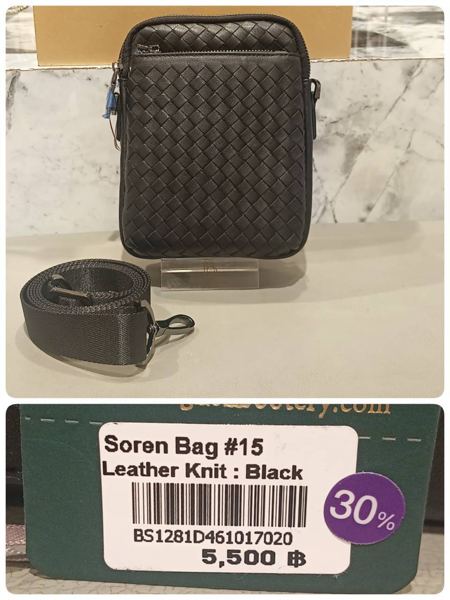 Soren Bag #15
Leather Knit : Black
30%
BS1281D461017020
5,500 ฿